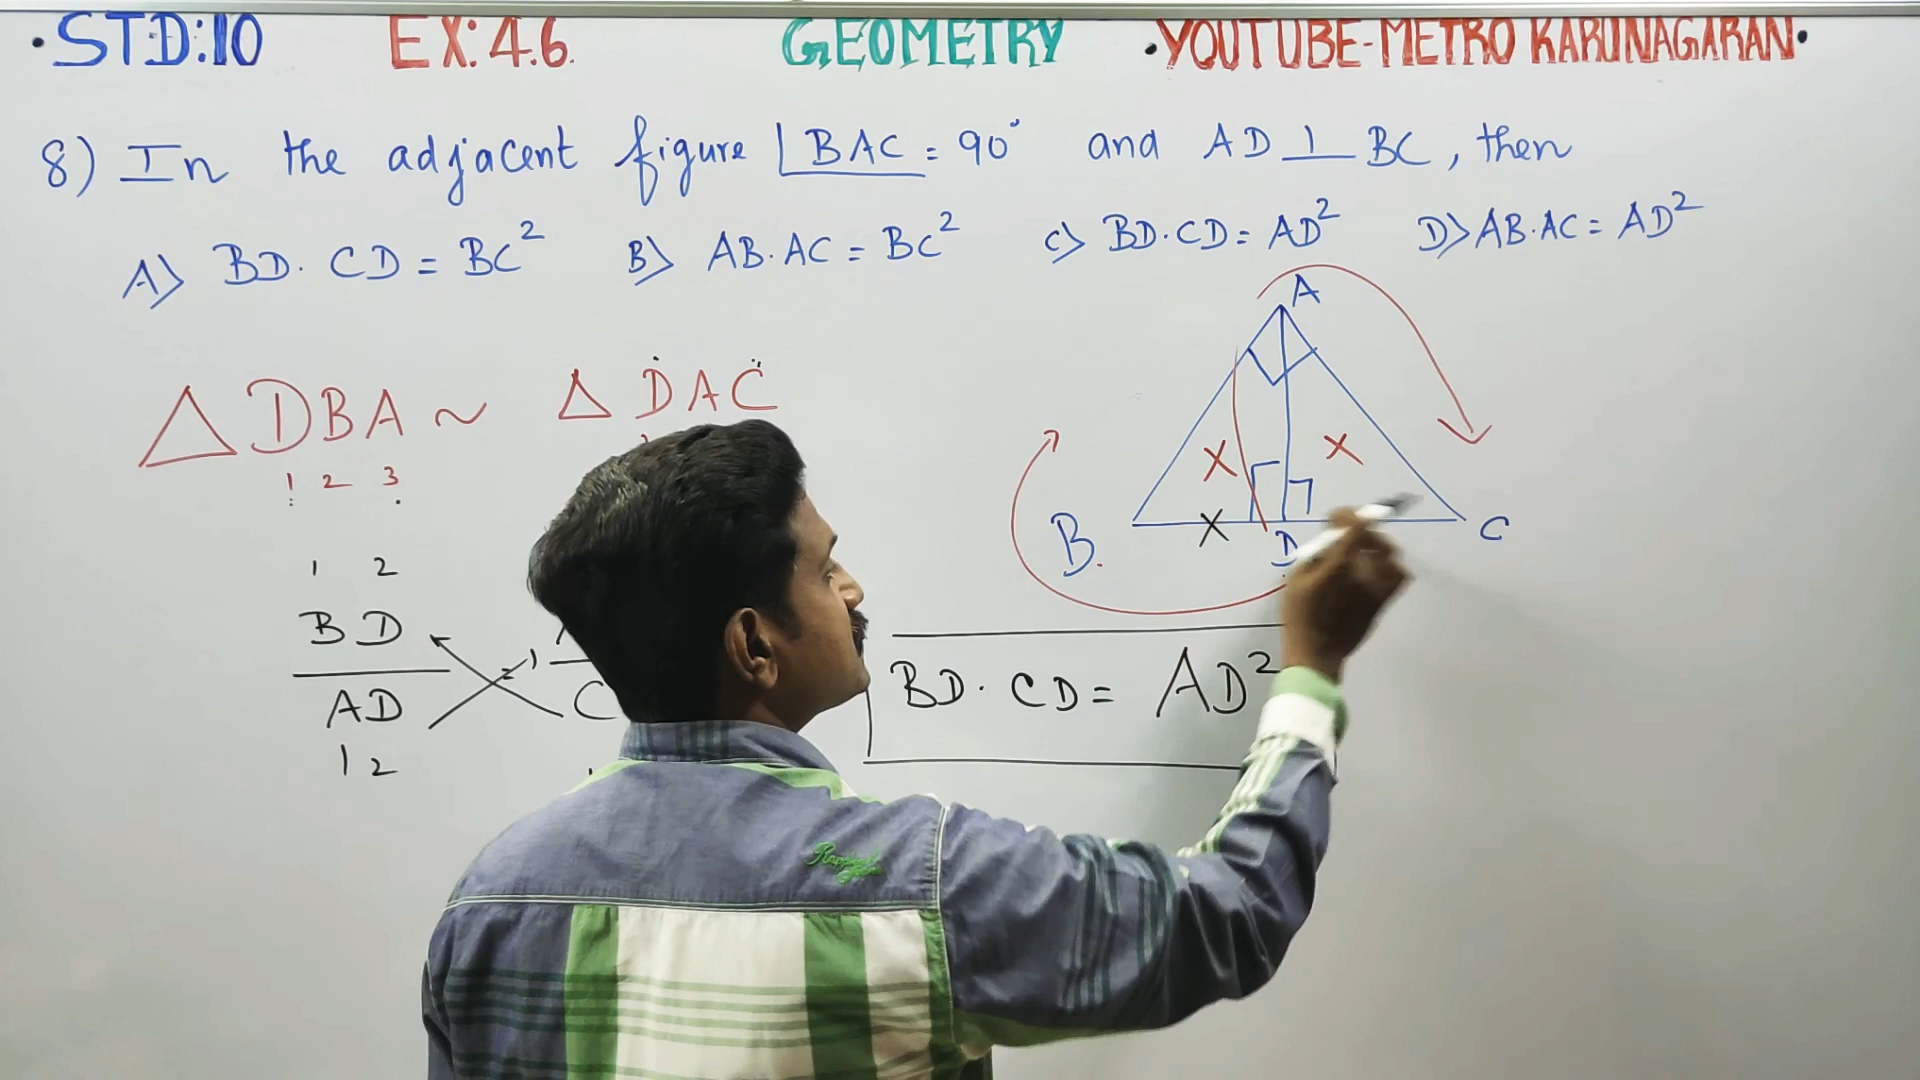 •STD:10 EX:4.6. GEOMETRY •YOUTUBE-METRO KARUNAGARAN•
8) In the adjacent figure ∠BAC = 90° and AD ⊥ BC, then
A) BD. CD = BC² B) AB. AC = BC² C) BD.CD = AD² D) AB.AC = AD²
A
△ DBA ~ △ DAC
1 2 3
B. D C
1 2
BD
AD
1 2
C
BD. CD = AD²